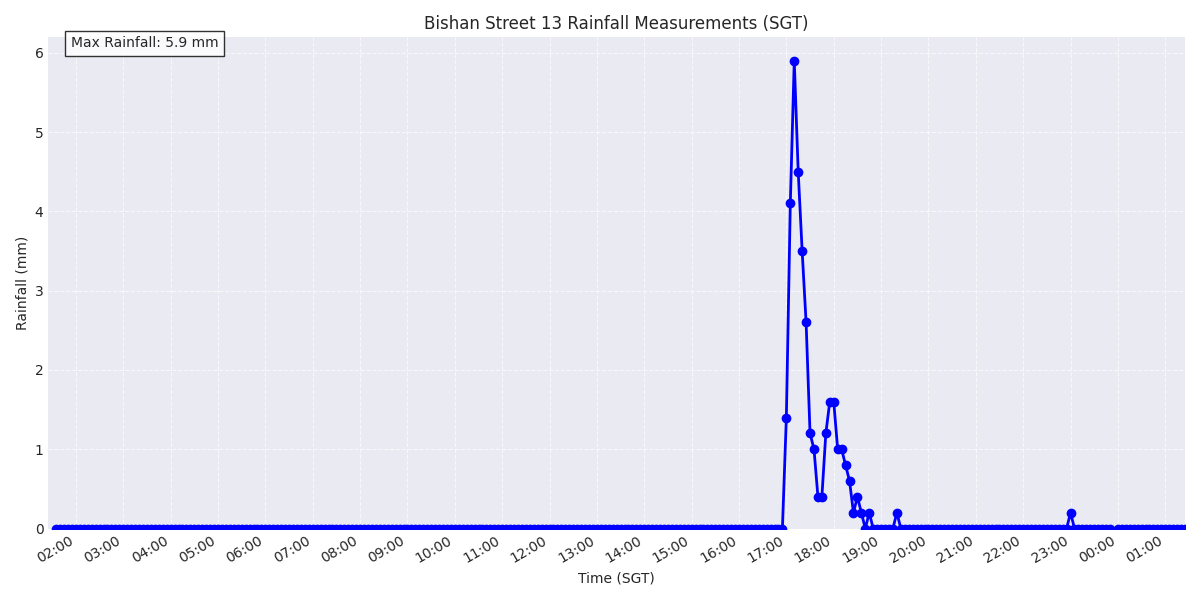 Bishan Street 13 Rainfall Measurements (SGT)
Max Rainfall: 5.9 mm
Rainfall (mm)
6
5
4
3
2
1
0
02:00 03:00 04:00 05:00 06:00 07:00 08:00 09:00 10:00 11:00 12:00 13:00 14:00 15:00 16:00 17:00 18:00 19:00 20:00 21:00 22:00 23:00 00:00 01:00
Time (SGT)